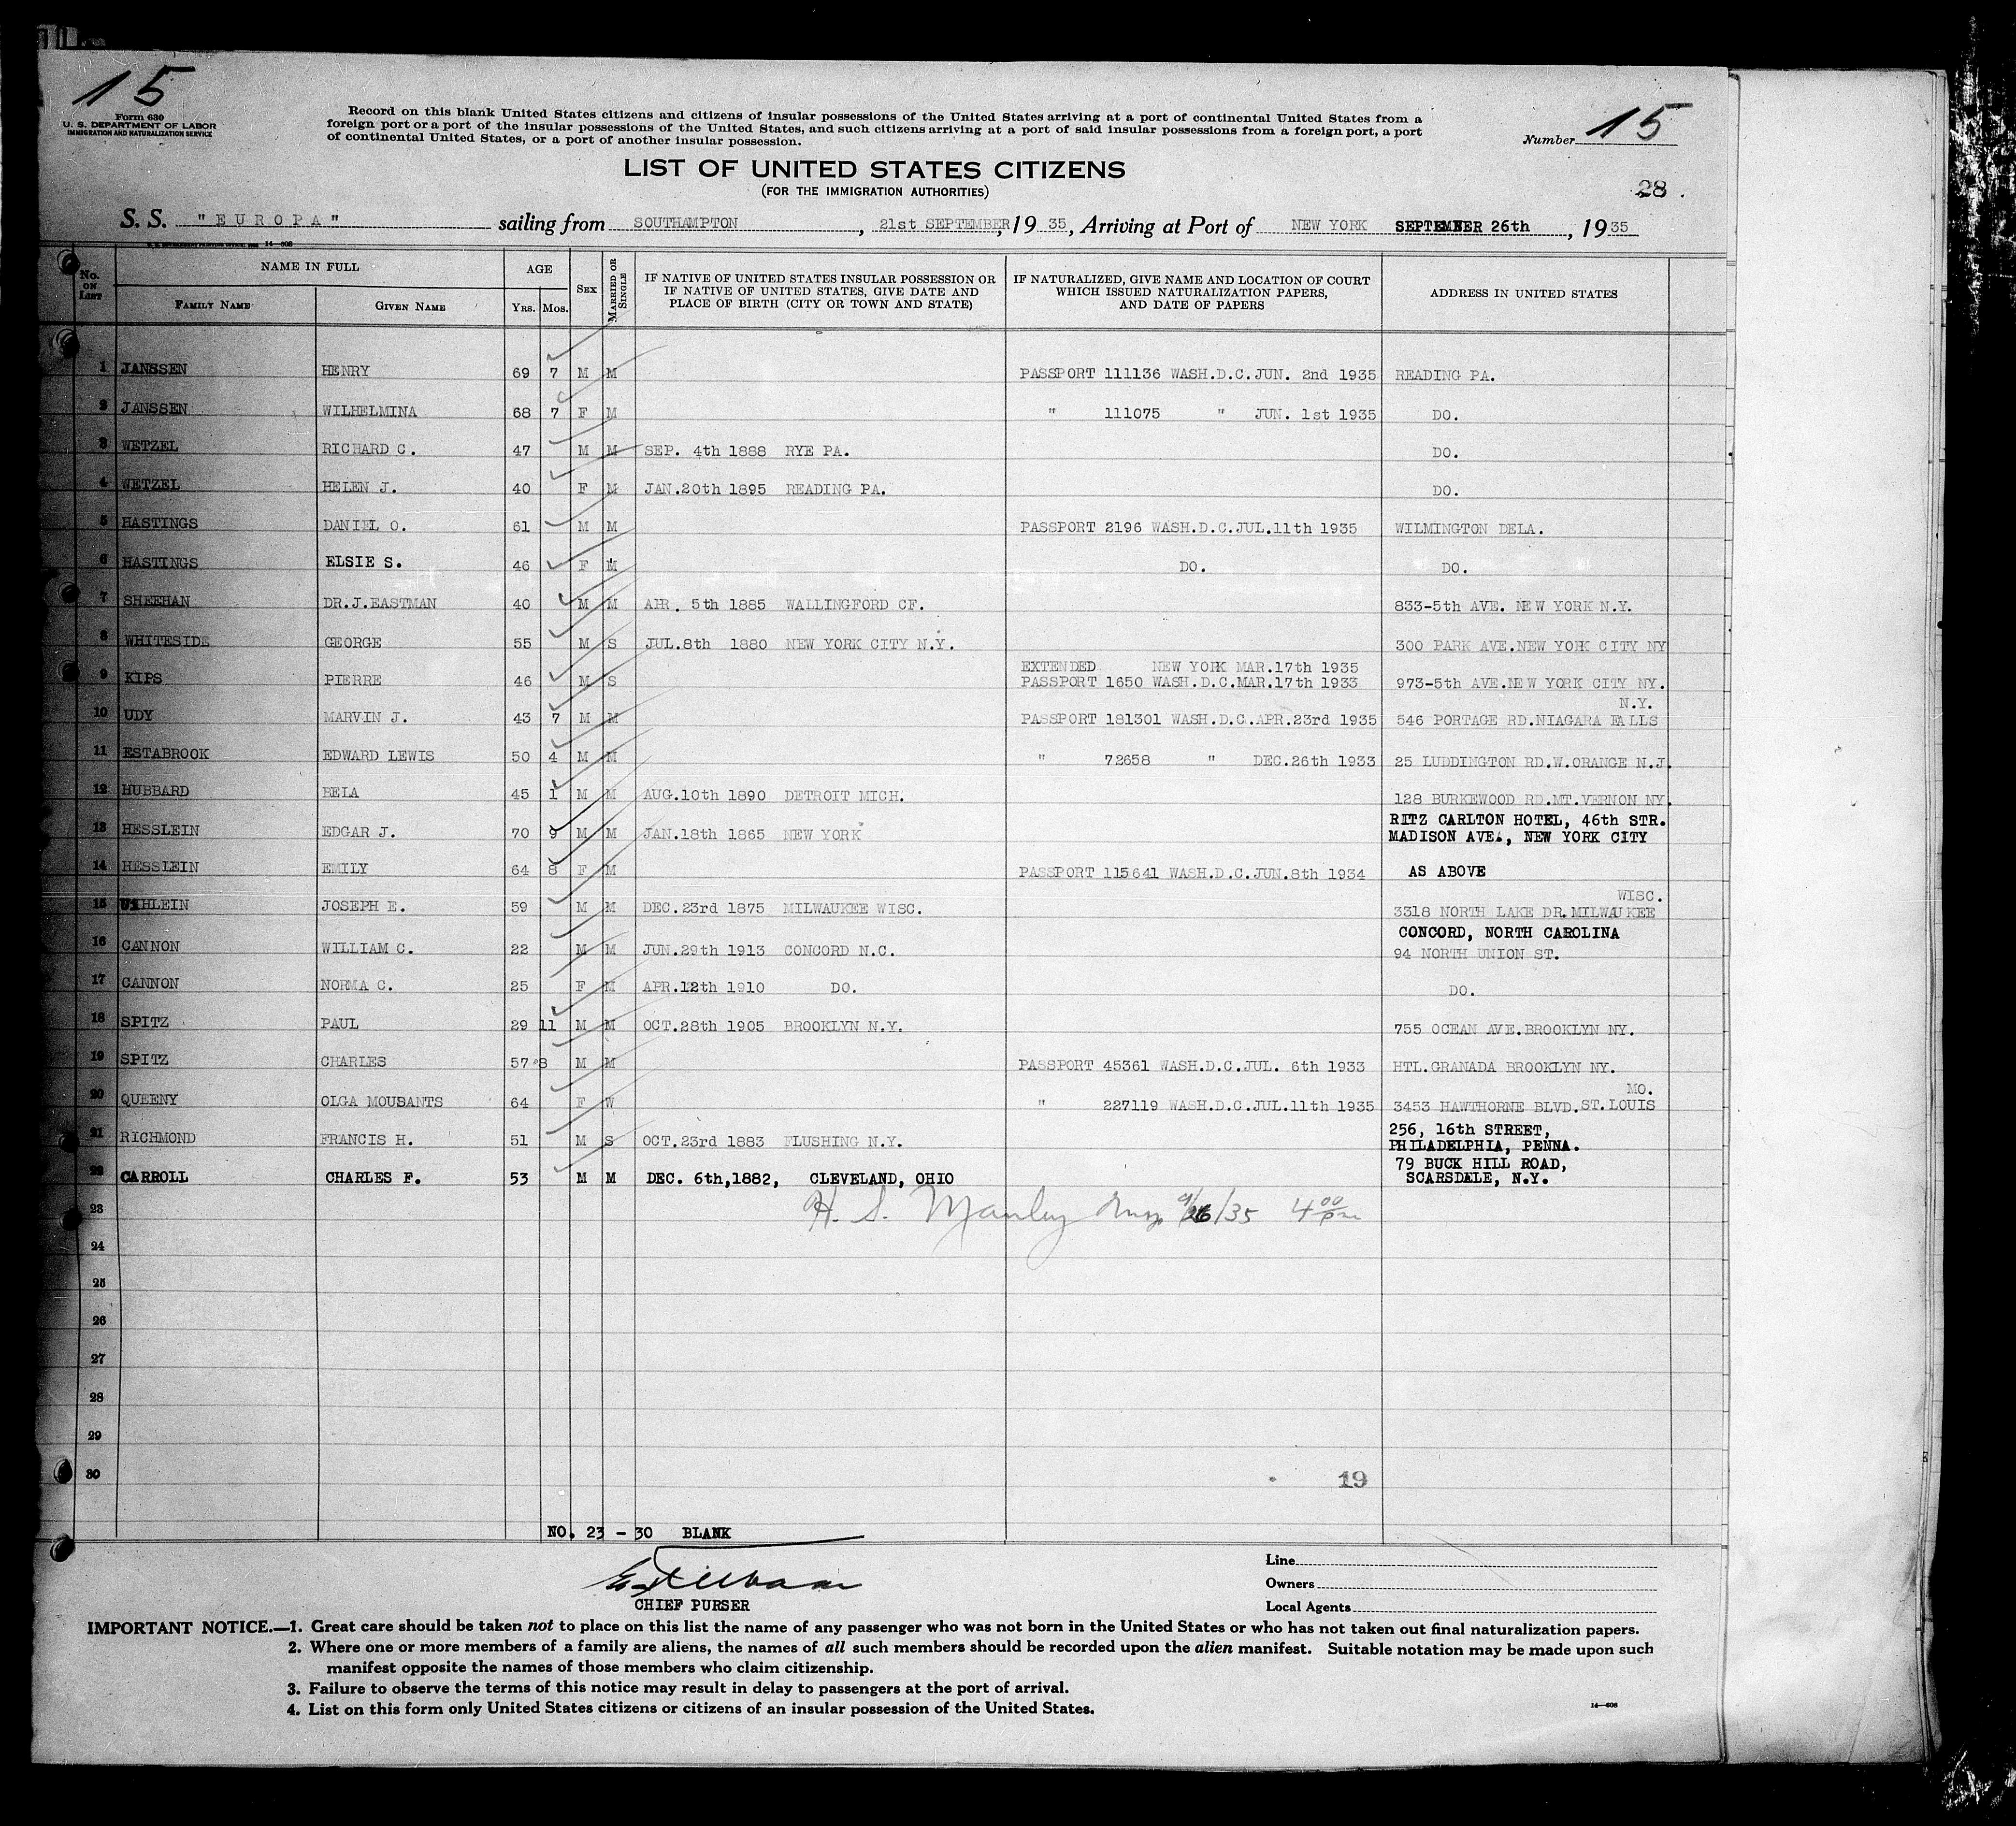 15
Form 630
U. S. DEPARTMENT OF LABOR
IMMIGRATION AND NATURALIZATION SERVICE
Record on this blank United States citizens and citizens of insular possessions of the United States arriving at a port of continental United States from a
foreign port or a port of the insular possessions of the United States, and such citizens arriving at a port of said insular possessions from a foreign port, a port
of continental United States, or a port of another insular possession.
Number 15
LIST OF UNITED STATES CITIZENS
(FOR THE IMMIGRATION AUTHORITIES)
28.
S. S. "EUROPA" sailing from SOUTHAMPTON, 21st SEPTEMBER, 1935, Arriving at Port of NEW YORK SEPTEMBER 26th, 1935
No. ON LIST
NAME IN FULL
FAMILY NAME GIVEN NAME
AGE
YRS. MOS.
SEX
MARRIED OR SINGLE
IF NATIVE OF UNITED STATES INSULAR POSSESSION OR
IF NATIVE OF UNITED STATES, GIVE DATE AND
PLACE OF BIRTH (CITY OR TOWN AND STATE)
IF NATURALIZED, GIVE NAME AND LOCATION OF COURT
WHICH ISSUED NATURALIZATION PAPERS,
AND DATE OF PAPERS
ADDRESS IN UNITED STATES
1 JANSSEN HENRY 69 7 M M PASSPORT 111136 WASH.D.C.JUN. 2nd 1935 READING PA.
2 JANSSEN WILHELMINA 68 7 F M " 111075 " JUN. 1st 1935 DO.
3 WETZEL RICHARD C. 47 M M SEP. 4th 1888 RYE PA. DO.
4 WETZEL HELEN J. 40 F M JAN.20th 1895 READING PA. DO.
5 HASTINGS DANIEL O. 61 M M PASSPORT 2196 WASH.D.C.JUL.11th 1935 WILMINGTON DELA.
6 HASTINGS ELSIE S. 46 F M DO. DO.
7 SHEEHAN DR.J.EASTMAN 40 M M APR. 5th 1885 WALLINGFORD CF. 833-5th AVE. NEW YORK N.Y.
8 WHITESIDE GEORGE 55 M S JUL.8th 1880 NEW YORK CITY N.Y. 300 PARK AVE.NEW YORK CITY NY
EXTENDED NEW YORK MAR.17th 1935
9 KIPS PIERRE 46 M S PASSPORT 1650 WASH.D.C.MAR.17th 1933 973-5th AVE.NEW YORK CITY NY.
N.Y.
10 UDY MARVIN J. 43 7 M M PASSPORT 181301 WASH.D.C.APR.23rd 1935 546 PORTAGE RD.NIAGARA FALLS
11 ESTABROOK EDWARD LEWIS 50 4 M M " 72658 " DEC.26th 1933 25 LUDDINGTON RD.W.ORANGE N.J.
12 HUBBARD BELA 45 1 M M AUG.10th 1890 DETROIT MICH. 128 BURKEWOOD RD.MT.VERNON NY.
RITZ CARLTON HOTEL, 46th STR.
13 HESSLEIN EDGAR J. 70 9 M M JAN.18th 1865 NEW YORK MADISON AVE., NEW YORK CITY
14 HESSLEIN EMILY 64 8 F M PASSPORT 115641 WASH.D.C.JUN.8th 1934 AS ABOVE
WISC.
15 UIHLEIN JOSEPH E. 59 M M DEC.23rd 1875 MILWAUKEE WISC. 3318 NORTH LAKE DR.MILWAUKEE
CONCORD, NORTH CAROLINA
16 CANNON WILLIAM C. 22 M M JUN.29th 1913 CONCORD N.C. 94 NORTH UNION ST.
17 CANNON NORMA C. 25 F M APR.12th 1910 DO. DO.
18 SPITZ PAUL 29 11 M M OCT.28th 1905 BROOKLYN N.Y. 755 OCEAN AVE.BROOKLYN NY.
19 SPITZ CHARLES 57 8 M M PASSPORT 45361 WASH.D.C.JUL. 6th 1933 HTL.GRANADA BROOKLYN NY.
MO.
20 QUEENY OLGA MOUSANTS 64 F W " 227119 WASH.D.C.JUL.11th 1935 3453 HAWTHORNE BLVD.ST.LOUIS
256, 16th STREET,
21 RICHMOND FRANCIS H. 51 M S OCT.23rd 1883 FLUSHING N.Y. PHILADELPHIA, PENNA.
79 BUCK HILL ROAD,
22 CARROLL CHARLES F. 53 M M DEC. 6th,1882, CLEVELAND, OHIO SCARSDALE, N.Y.
23 H. S. Manley Insp 9/26/35 4 00 pm
24
25
26
27
28
29
30
19
NO. 23 - 30 BLANK
CHIEF PURSER
Line
Owners
Local Agents
IMPORTANT NOTICE.—1. Great care should be taken not to place on this list the name of any passenger who was not born in the United States or who has not taken out final naturalization papers.
2. Where one or more members of a family are aliens, the names of all such members should be recorded upon the alien manifest. Suitable notation may be made upon such
manifest opposite the names of those members who claim citizenship.
3. Failure to observe the terms of this notice may result in delay to passengers at the port of arrival.
4. List on this form only United States citizens or citizens of an insular possession of the United States.
14—608